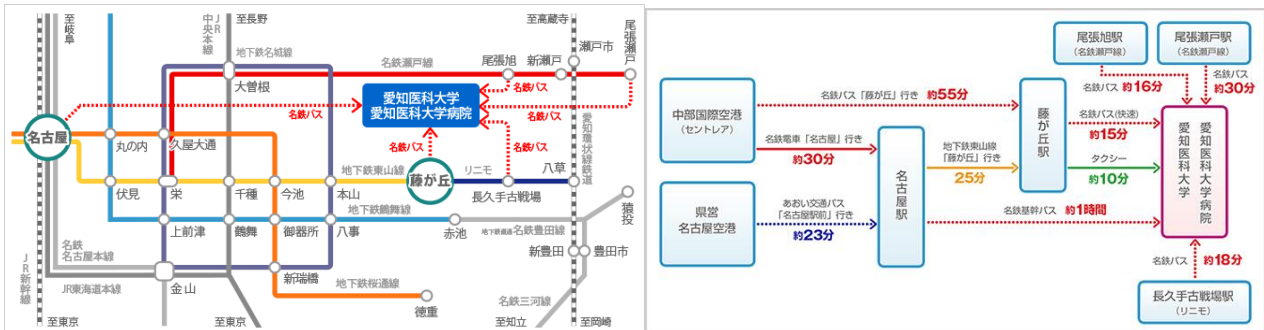 至岐阜
JR
中央本線
至長野
至高蔵寺
尾張瀬戸
瀬戸市
地下鉄名城線
名鉄瀬戸線
尾張旭
新瀬戸
大曽根
名鉄バス
愛知医科大学
愛知医科大学病院
名鉄バス
名鉄バス
名古屋
丸の内
久屋大通
名鉄バス
名鉄バス
愛知環状線鉄道
地下鉄東山線
藤が丘
リニモ
八草
伏見
栄
千種
今池
本山
長久手古戦場
猿投
地下鉄鶴舞線
上前津
鶴舞
御器所
八事
赤池
名鉄豊田線
名鉄
名古屋本線
新豊田
豊田市
JR新幹線
JR東海道本線
金山
新瑞橋
地下鉄桜通線
徳重
名鉄三河線
至東京
至東京
至知立
至岡崎
尾張旭駅
(名鉄瀬戸線)
尾張瀬戸駅
(名鉄瀬戸線)
名鉄バス 約16分
名鉄バス
約30分
中部国際空港
(セントレア)
名鉄バス「藤が丘」行き 約55分
藤が丘駅
名鉄バス(快速)
約15分
タクシー
約10分
愛知医科大学病院
愛知医科大学
名鉄電車「名古屋」行き
約30分
名古屋駅
地下鉄東山線
「藤が丘」行き
25分
県営
名古屋空港
あおい交通バス
「名古屋駅前」行き
約23分
名鉄基幹バス 約1時間
名鉄バス 約18分
長久手古戦場駅
(リニモ)